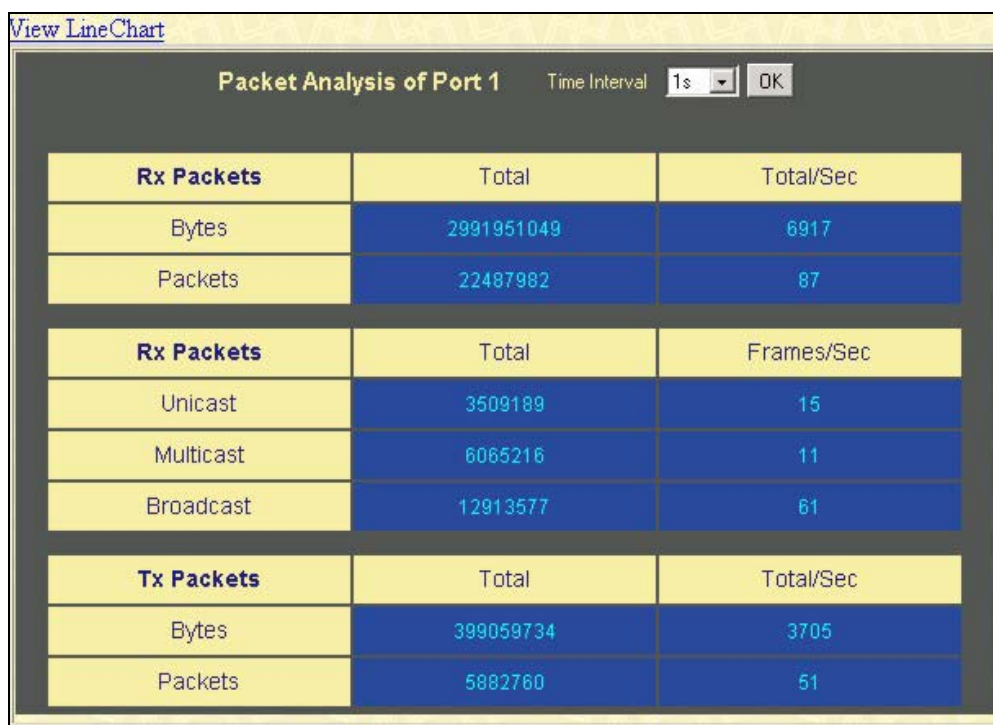 View LineChart
Packet Analysis of Port 1 Time Interval 1s OK
Rx Packets Total Total/Sec
Bytes 2991951049 6917
Packets 22487982 87
Rx Packets Total Frames/Sec
Unicast 3509189 15
Multicast 6065216 11
Broadcast 12913577 61
Tx Packets Total Total/Sec
Bytes 399059734 3705
Packets 5882760 51